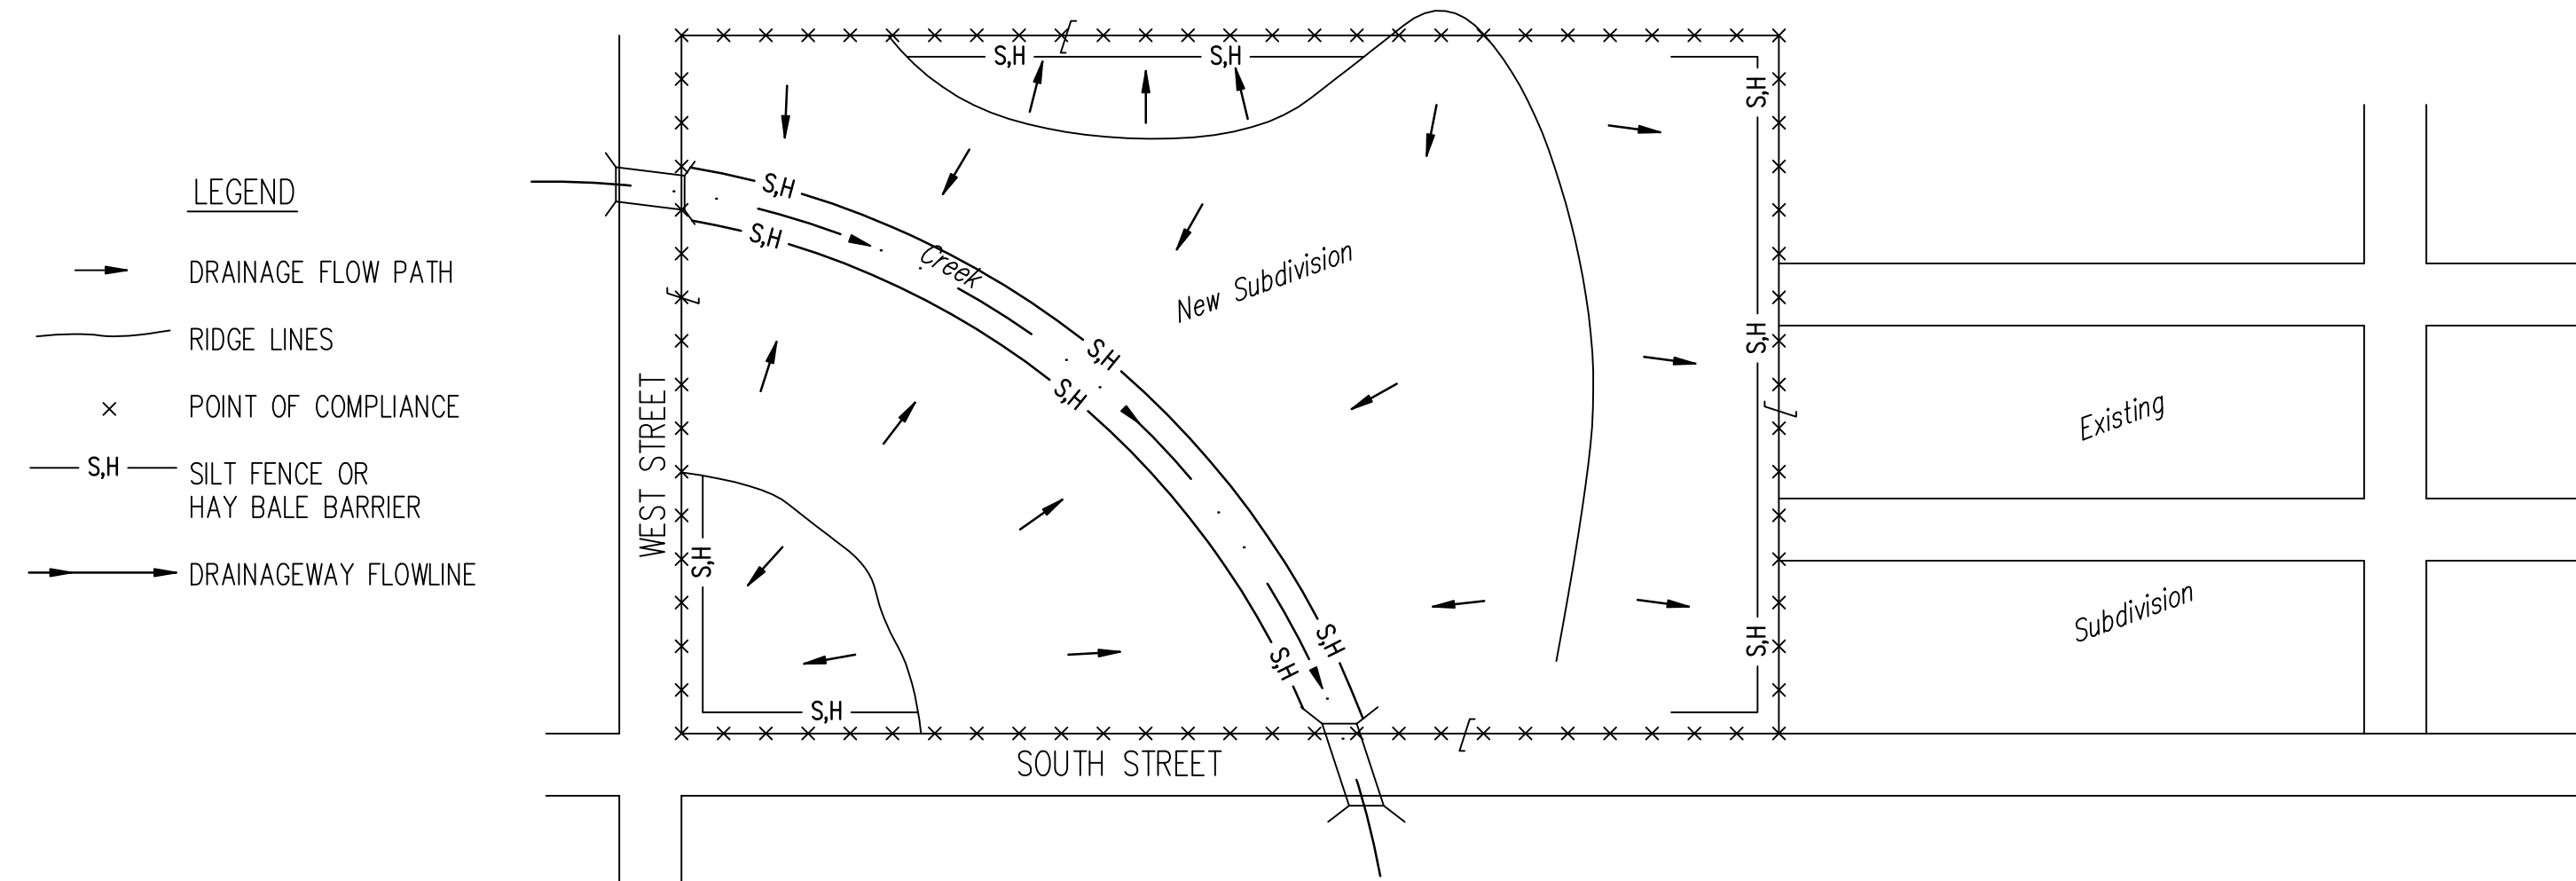 LEGEND
DRAINAGE FLOW PATH
RIDGE LINES
POINT OF COMPLIANCE
S,H
SILT FENCE OR
HAY BALE BARRIER
DRAINAGEWAY FLOWLINE
WEST STREET
S,H
S,H
S,H
S,H
S,H
Creek
New Subdivision
S,H
S,H
S,H
S,H
S,H
S,H
S,H
S,H
S,H
SOUTH STREET
Existing
Subdivision